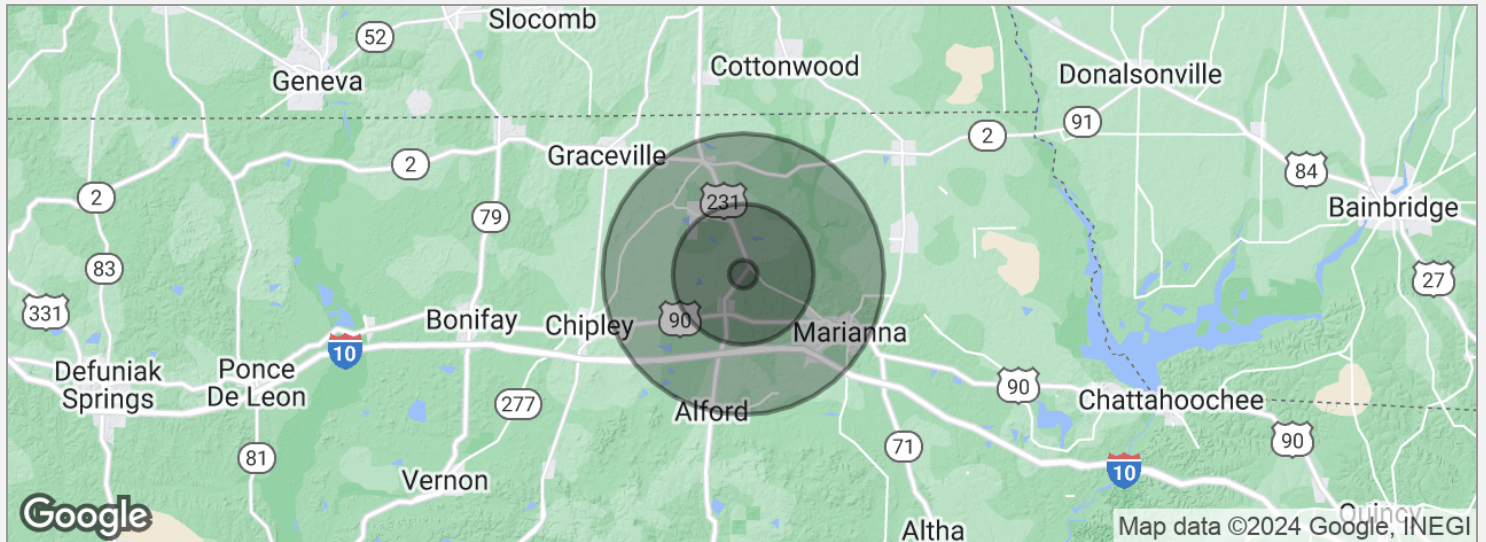 Slocomb
52
Geneva
Cottonwood
Donalsonville
91
2
Graceville
2
84
2
231
79
Bainbridge
83
27
331
90
Bonifay
Chipley
Marianna
10
Defuniak
Springs
Ponce
De Leon
90
277
Alford
Chattahoochee
71
90
81
10
Vernon
Quincy
Google
Altha
Map data ©2024 Google, INEGI